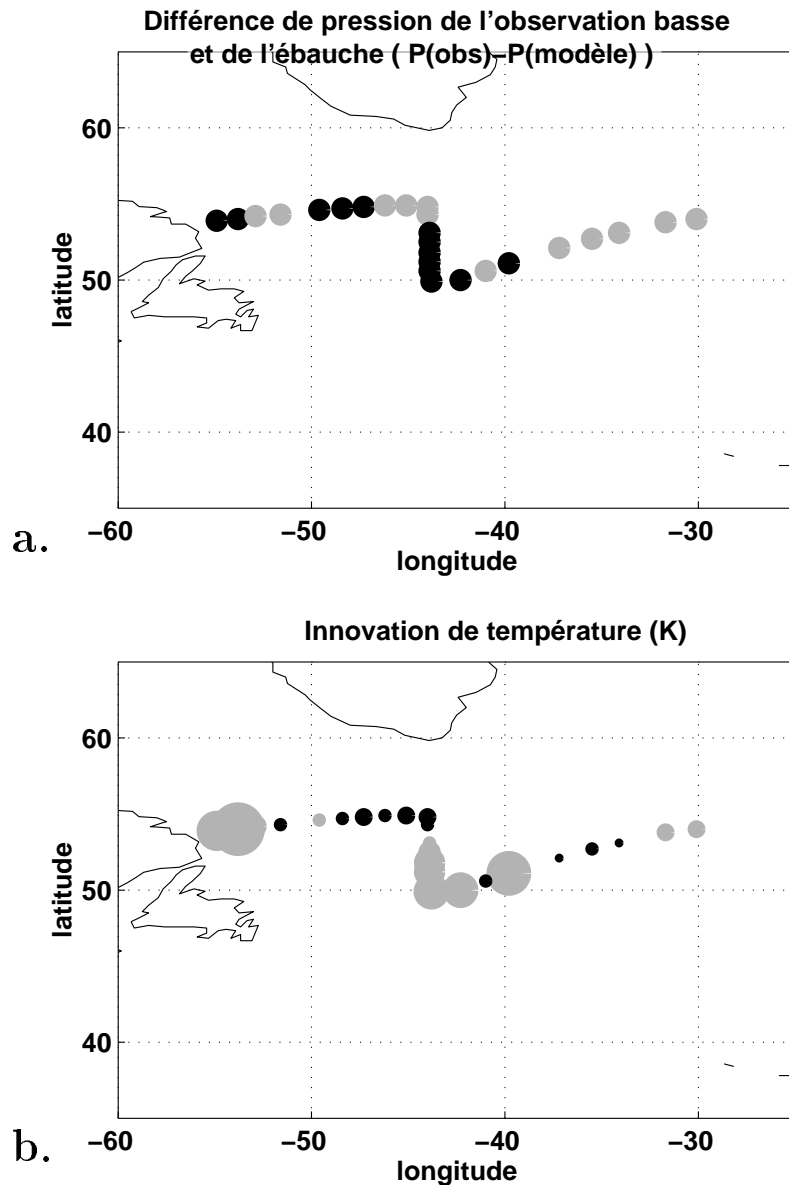 Différence de pression de l'observation basse
et de l'ébauche ( P(obs)−P(modèle) )
60
50
40
latitude
−60 −50 −40 −30
longitude
a.
Innovation de température (K)
60
50
40
latitude
−60 −50 −40 −30
longitude
b.